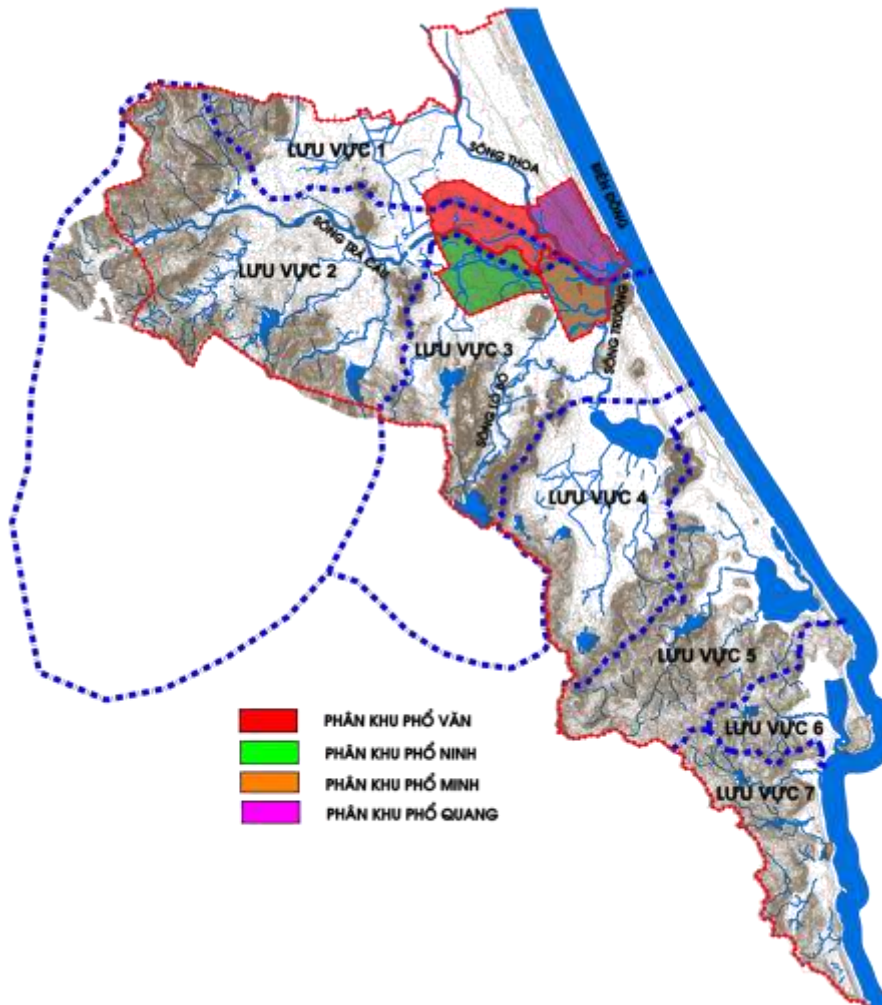 LƯU VỰC 1
SÔNG THOA
BIỂN ĐÔNG
SÔNG TRÀ CÂU
LƯU VỰC 2
LƯU VỰC 3
SÔNG TRƯỜNG
SÔNG LÒ BÓ
LƯU VỰC 4
LƯU VỰC 5
LƯU VỰC 6
LƯU VỰC 7
PHÂN KHU PHỔ VĂN
PHÂN KHU PHỔ NINH
PHÂN KHU PHỔ MINH
PHÂN KHU PHỔ QUANG